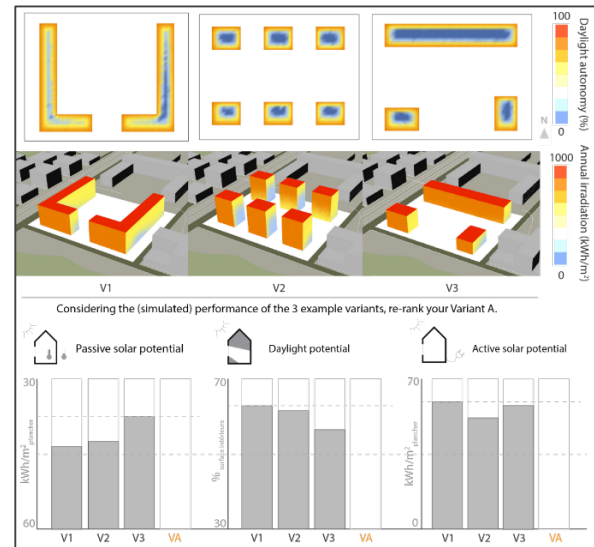 100
Daylight autonomy (%)
N
0
1000
Annual irradiation (kWh/m²)
0
V1 V2 V3
Considering the (simulated) performance of the 3 example variants, re-rank your Variant A.
Passive solar potential
Daylight potential
Active solar potential
30
kWh/m² plancher
60
V1 V2 V3 VA
70
% surface intérieure
30
V1 V2 V3 VA
70
kWh/m² plancher
0
V1 V2 V3 VA